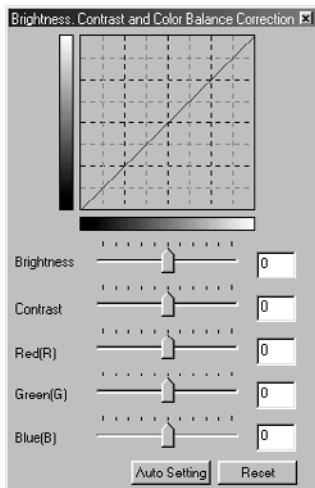 Brightness, Contrast and Color Balance Correction
Brightness 0
Contrast 0
Red(R) 0
Green(G) 0
Blue(B) 0
Auto Setting Reset